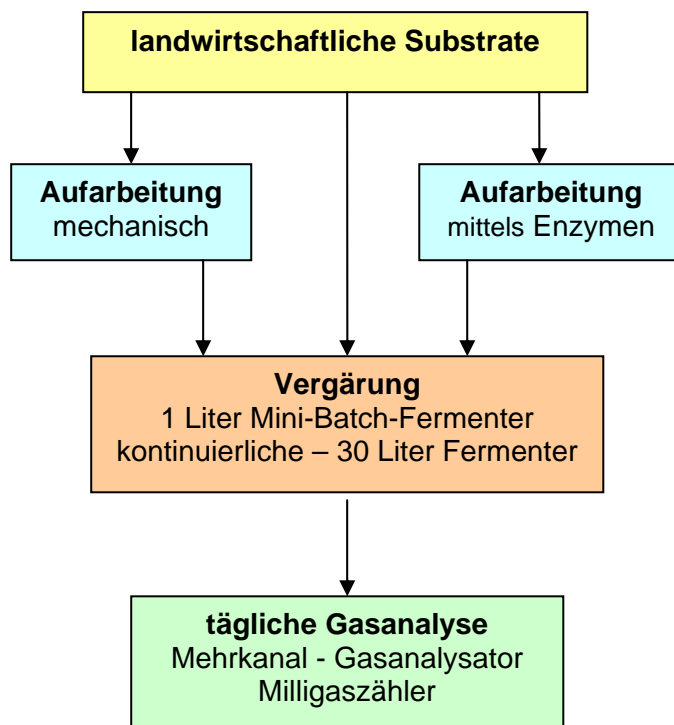 landwirtschaftliche Substrate
Aufarbeitung
mechanisch
Aufarbeitung
mittels Enzymen
Vergärung
1 Liter Mini-Batch-Fermenter
kontinuierliche – 30 Liter Fermenter
tägliche Gasanalyse
Mehrkanal - Gasanalysator
Milligaszähler